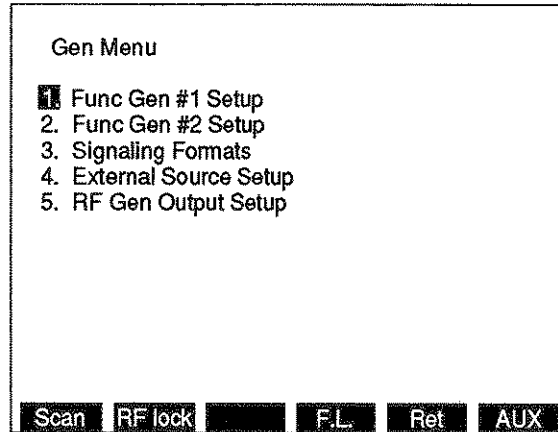 Gen Menu
1. Func Gen #1 Setup
2. Func Gen #2 Setup
3. Signaling Formats
4. External Source Setup
5. RF Gen Output Setup
Scan RF lock F.L. Ret AUX